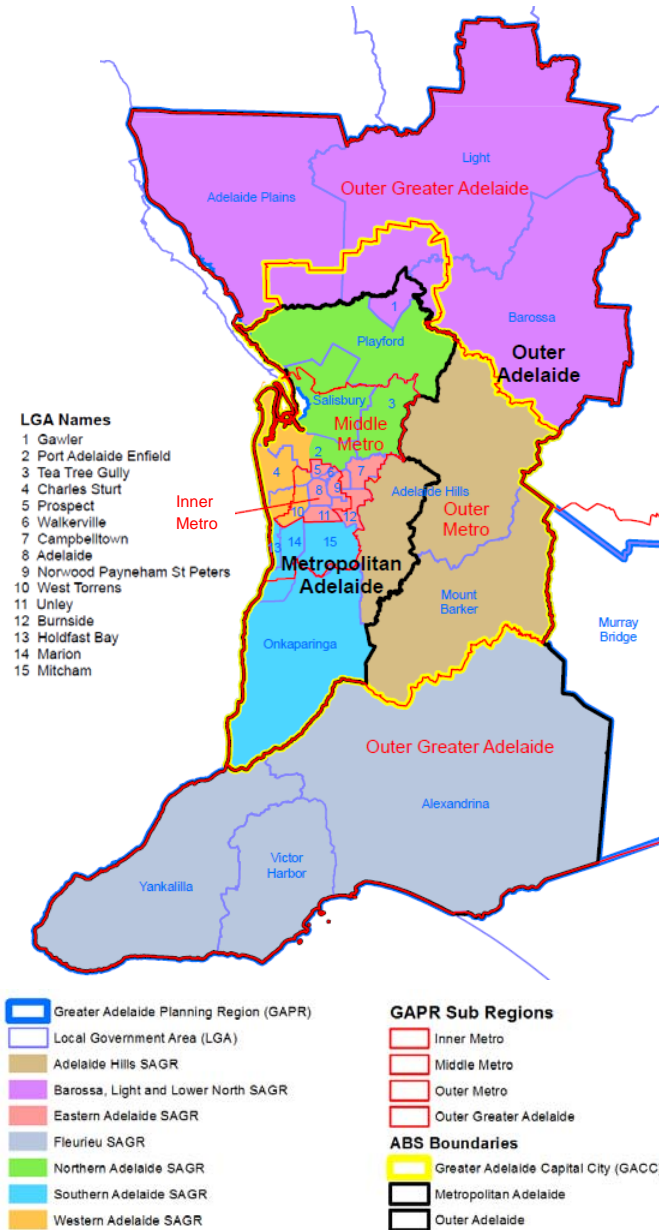 Light
Outer Greater Adelaide
Adelaide Plains
1
Barossa
Playford
Outer
Adelaide
Salisbury
3
Middle
Metro
LGA Names
1 Gawler
2 Port Adelaide Enfield
3 Tea Tree Gully
4 Charles Sturt
5 Prospect
6 Walkerville
7 Campbelltown
8 Adelaide
9 Norwood Payneham St Peters
10 West Torrens
11 Unley
12 Burnside
13 Holdfast Bay
14 Marion
15 Mitcham
2
4
5
6
7
Adelaide Hills
Inner
Metro
8
9
Outer
Metro
10
11
12
13
14
15
Metropolitan
Adelaide
Mount
Barker
Murray
Bridge
Onkaparinga
Outer Greater Adelaide
Alexandrina
Victor
Harbor
Yankalilla
Greater Adelaide Planning Region (GAPR)
Local Government Area (LGA)
Adelaide Hills SAGR
Barossa, Light and Lower North SAGR
Eastern Adelaide SAGR
Fleurieu SAGR
Northern Adelaide SAGR
Southern Adelaide SAGR
Western Adelaide SAGR
GAPR Sub Regions
Inner Metro
Middle Metro
Outer Metro
Outer Greater Adelaide
ABS Boundaries
Greater Adelaide Capital City (GACC)
Metropolitan Adelaide
Outer Adelaide